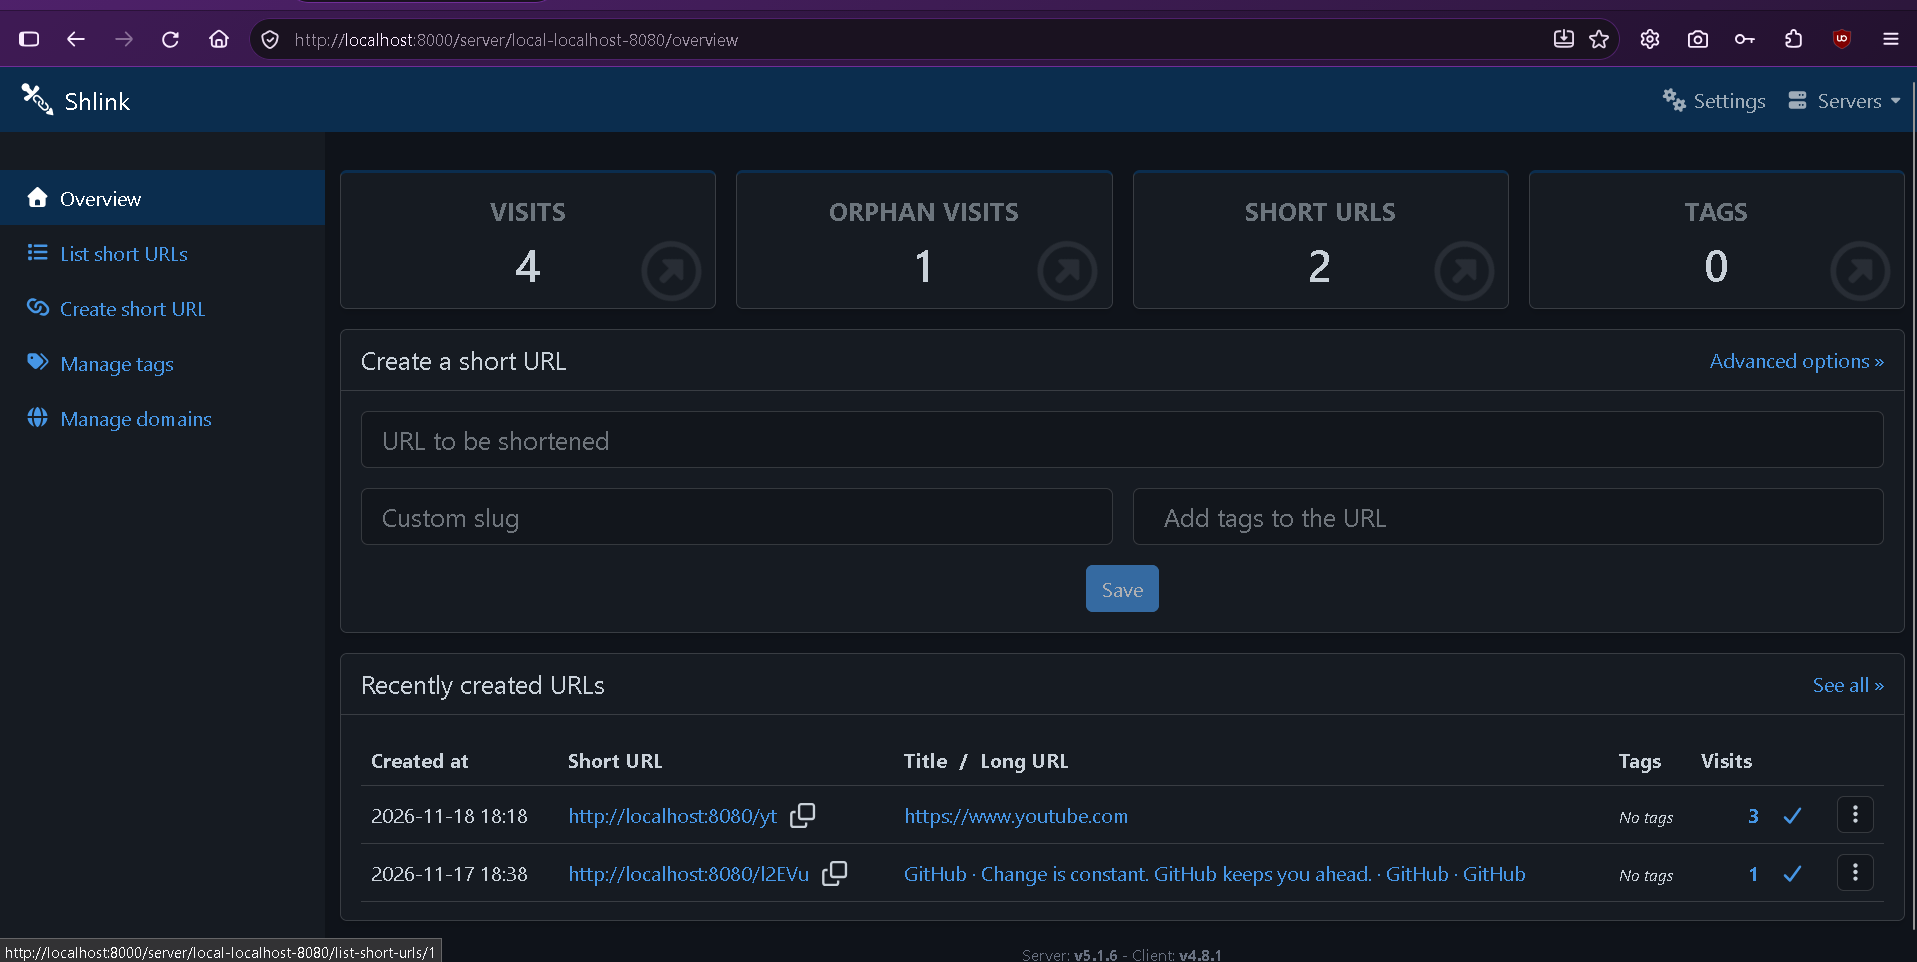 http://localhost:8000/server/local-localhost-8080/overview
Shlink
Settings
Servers
Overview
List short URLs
Create short URL
Manage tags
Manage domains
VISITS
4
ORPHAN VISITS
1
SHORT URLS
2
TAGS
0
Create a short URL
Advanced options »
URL to be shortened
Custom slug
Add tags to the URL
Save
Recently created URLs
See all »
Created at Short URL Title / Long URL Tags Visits
2026-11-18 18:18 http://localhost:8080/yt https://www.youtube.com No tags 3
2026-11-17 18:38 http://localhost:8080/l2EVu GitHub · Change is constant. GitHub keeps you ahead. · GitHub · GitHub No tags 1
http://localhost:8000/server/local-localhost-8080/list-short-urls/1
Server: v5.1.6 - Client: v4.8.1